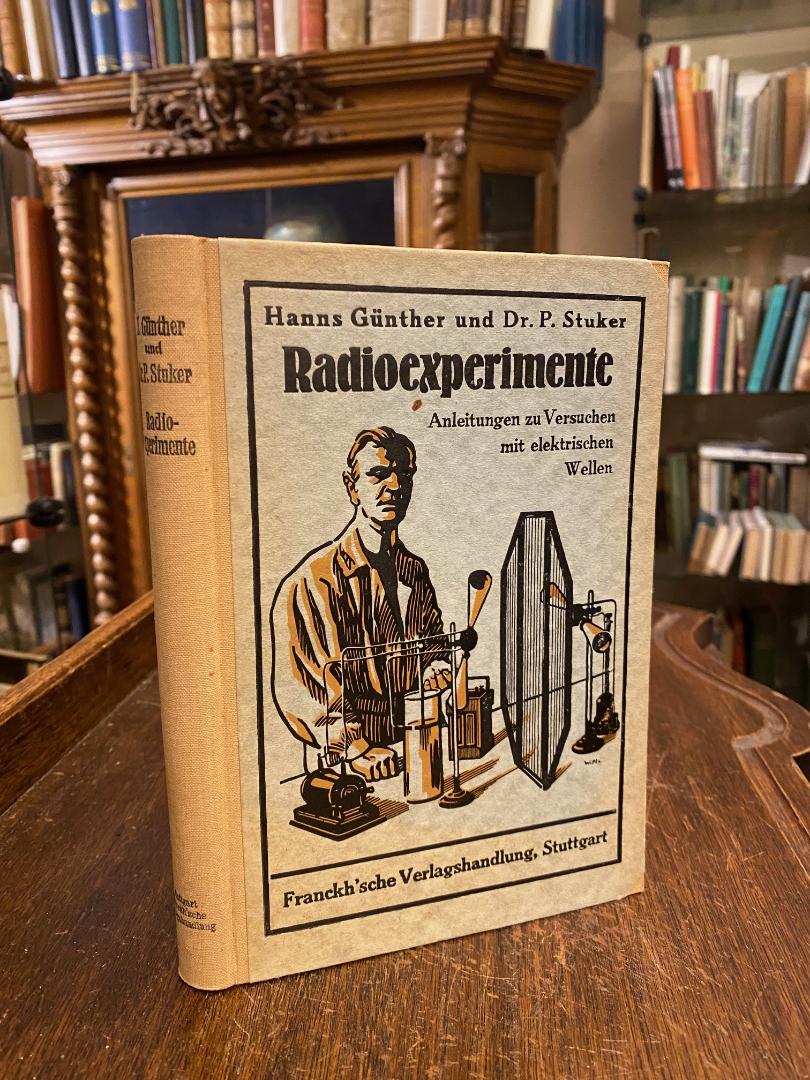 Hanns Günther und Dr. P. Stuker
Radioexperimente
Anleitungen zu Versuchen
mit elektrischen
Wellen
Franckh'sche Verlagshandlung, Stuttgart
Günther
und
P. Stuker
Radio-